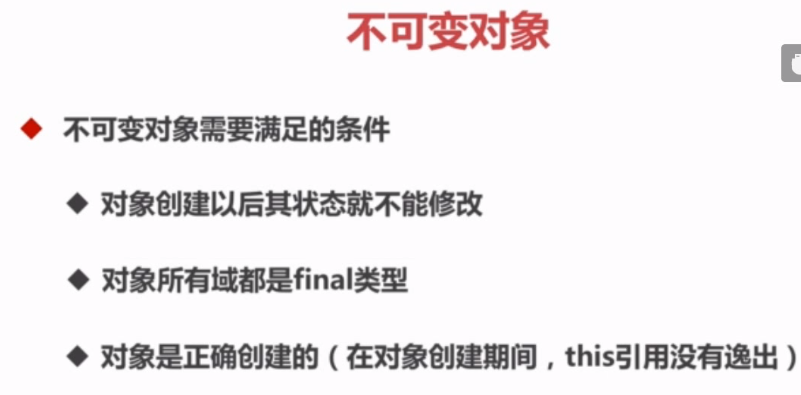 不可变对象
不可变对象需要满足的条件
对象创建以后其状态就不能修改
对象所有域都是final类型
对象是正确创建的（在对象创建期间，this引用没有逸出）